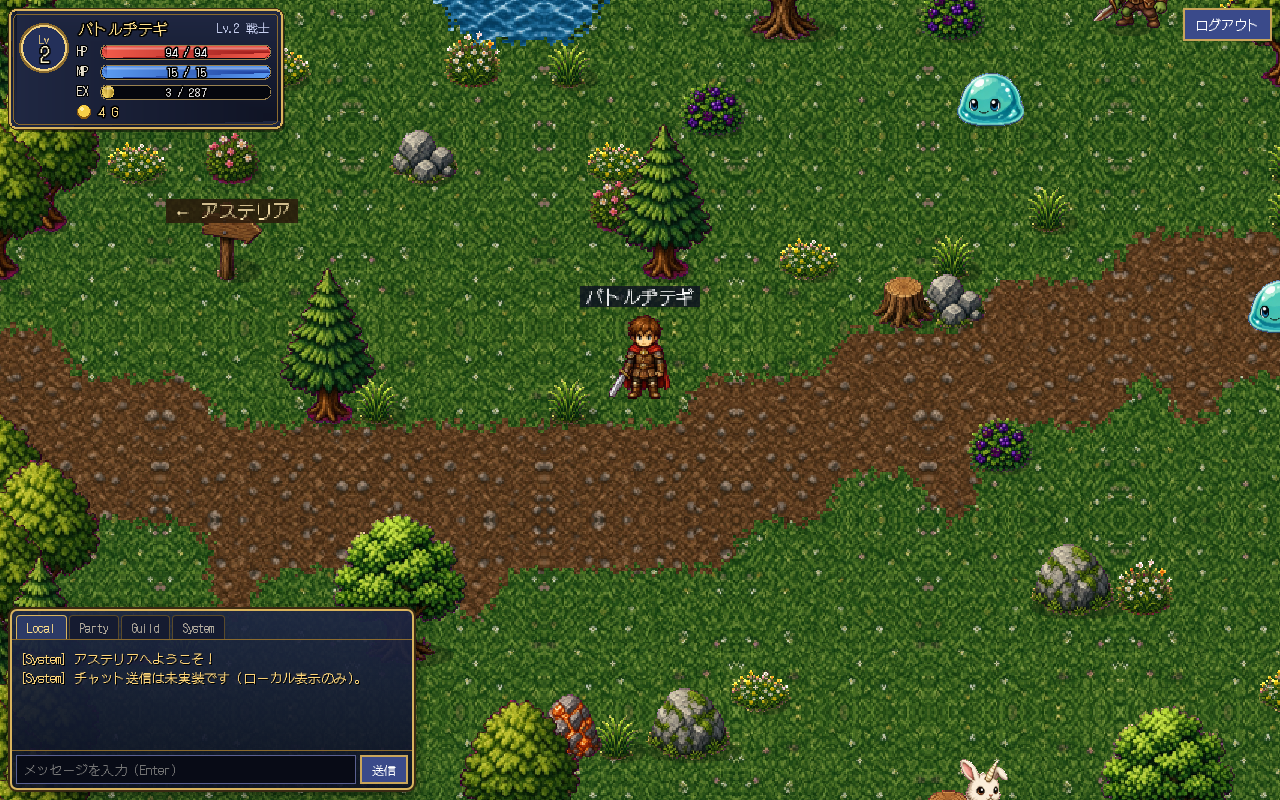 Lv
2
バトルヂテギ Lv.2 戦士
HP 94 / 94
MP 15 / 15
EX 3 / 287
4 G
ログアウト
← アステリア
バトルヂテギ
Local Party Guild System
[System] アステリアへようこそ！
[System] チャット送信は未実装です（ローカル表示のみ）。
メッセージを入力 (Enter) 送信